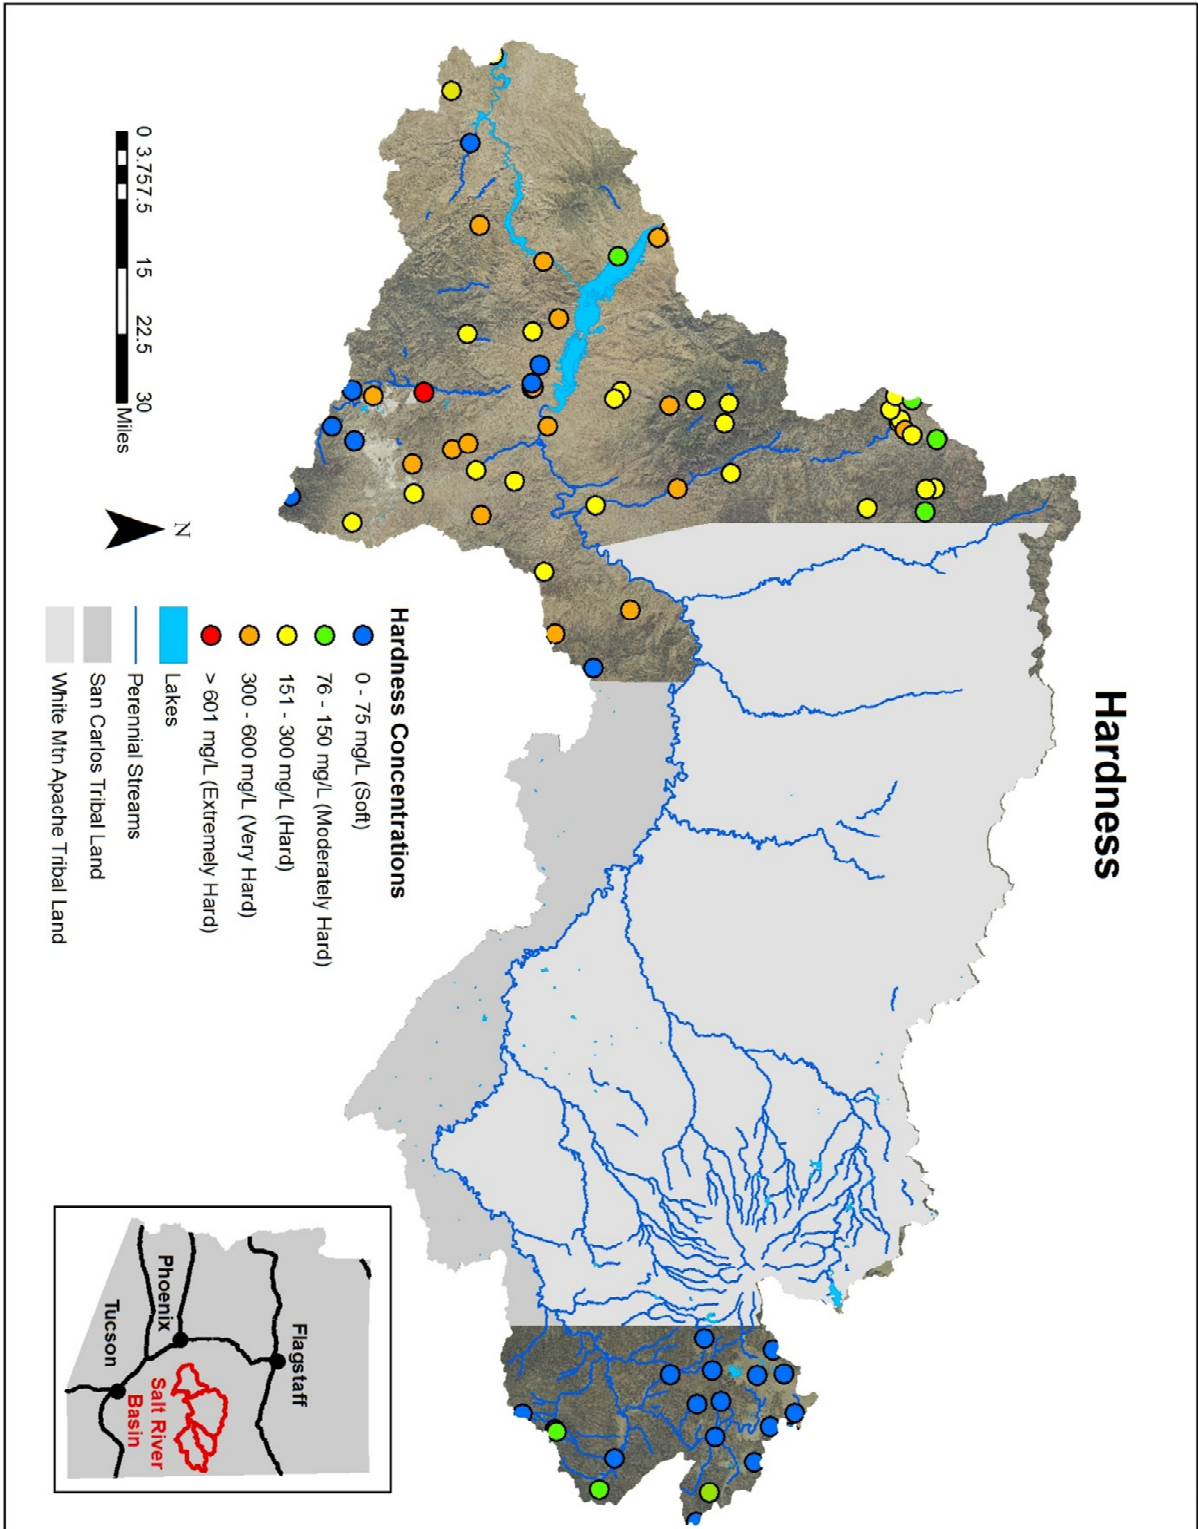 Hardness
Hardness Concentrations
0 - 75 mg/L (Soft)
76 - 150 mg/L (Moderately Hard)
151 - 300 mg/L (Hard)
300 - 600 mg/L (Very Hard)
> 601 mg/L (Extremely Hard)
Lakes
Perennial Streams
San Carlos Tribal Land
White Mtn Apache Tribal Land
N
0 3.757.5 15 22.5 30
Miles
Flagstaff
Phoenix
Salt River
Basin
Tucson